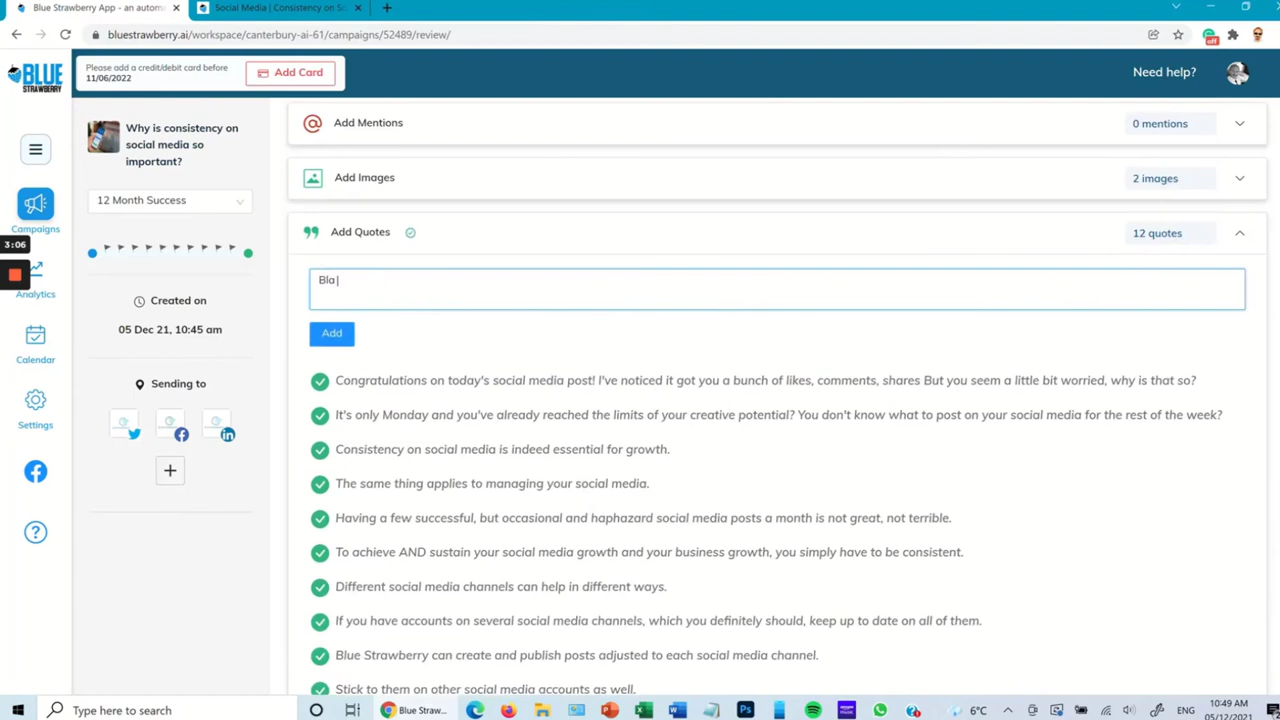 Blue Strawberry App - an autom
Social Media | Consistency on So
bluestrawberry.ai/workspace/canterbury-ai-61/campaigns/52489/review/
off
BLUE
STRAWBERRY
Please add a credit/debit card before
11/06/2022
Add Card
Need help?
Campaigns
3:06
Analytics
Calendar
Settings
Why is consistency on
social media so
important?
12 Month Success
Created on
05 Dec 21, 10:45 am
Sending to
Add Mentions
0 mentions
Add Images
2 images
Add Quotes
12 quotes
Bla
Add
Congratulations on today's social media post! I've noticed it got you a bunch of likes, comments, shares But you seem a little bit worried, why is that so?
It's only Monday and you've already reached the limits of your creative potential? You don't know what to post on your social media for the rest of the week?
Consistency on social media is indeed essential for growth.
The same thing applies to managing your social media.
Having a few successful, but occasional and haphazard social media posts a month is not great, not terrible.
To achieve AND sustain your social media growth and your business growth, you simply have to be consistent.
Different social media channels can help in different ways.
If you have accounts on several social media channels, which you definitely should, keep up to date on all of them.
Blue Strawberry can create and publish posts adjusted to each social media channel.
Stick to them on other social media accounts as well.
Type here to search
Blue Straw...
6°C
ENG
10:49 AM
05/12/2021